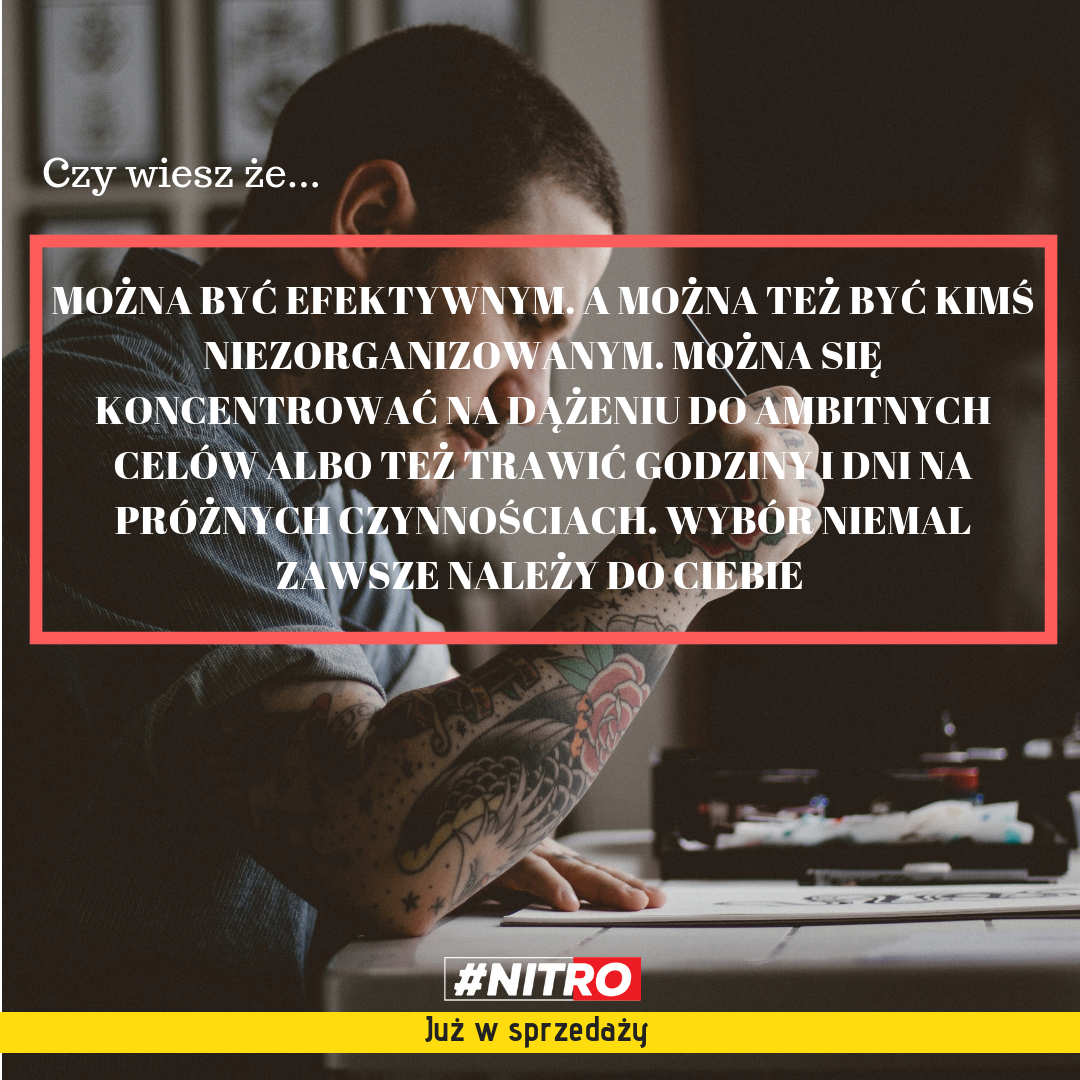 Czy wiesz że...
MOŻNA BYĆ EFEKTYWNYM. A MOŻNA TEŻ BYĆ KIMŚ
NIEZORGANIZOWANYM. MOŻNA SIĘ
KONCENTROWAĆ NA DĄŻENIU DO AMBITNYCH
CELÓW ALBO TEŻ TRAWIĆ GODZINY I DNI NA
PRÓŻNYCH CZYNNOŚCIACH. WYBÓR NIEMAL
ZAWSZE NALEŻY DO CIEBIE
#NITRO
Już w sprzedaży